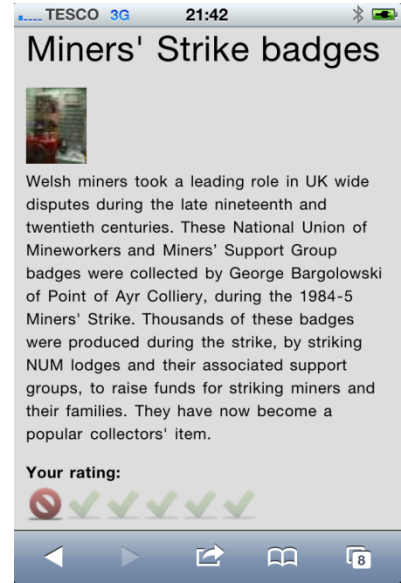 TESCO 3G 21:42
Miners' Strike badges
Welsh miners took a leading role in UK wide
disputes during the late nineteenth and
twentieth centuries. These National Union of
Mineworkers and Miners' Support Group
badges were collected by George Bargolowski
of Point of Ayr Colliery, during the 1984-5
Miners' Strike. Thousands of these badges
were produced during the strike, by striking
NUM lodges and their associated support
groups, to raise funds for striking miners and
their families. They have now become a
popular collectors' item.
Your rating:
8